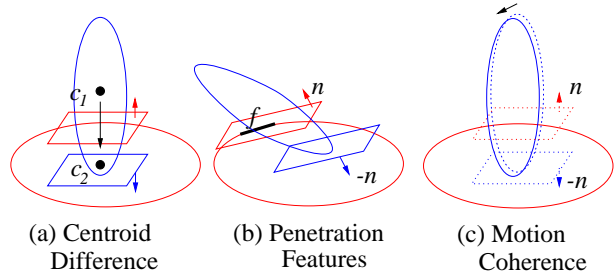 c1
c2
n
f
-n
n
-n
(a) Centroid
Difference
(b) Penetration
Features
(c) Motion
Coherence